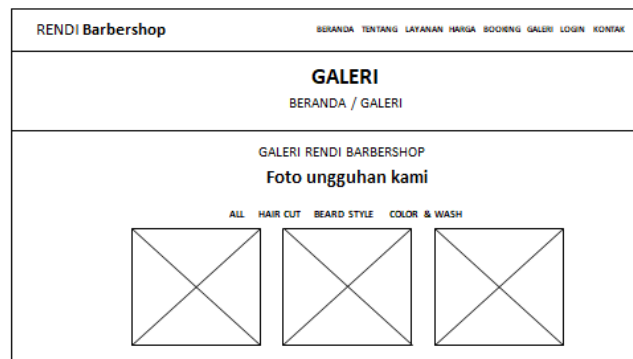 RENDI Barbershop BERANDA TENTANG LAYANAN HARGA BOOKING GALERI LOGIN KONTAK
GALERI
BERANDA / GALERI
GALERI RENDI BARBERSHOP
Foto ungguhan kami
ALL HAIR CUT BEARD STYLE COLOR & WASH